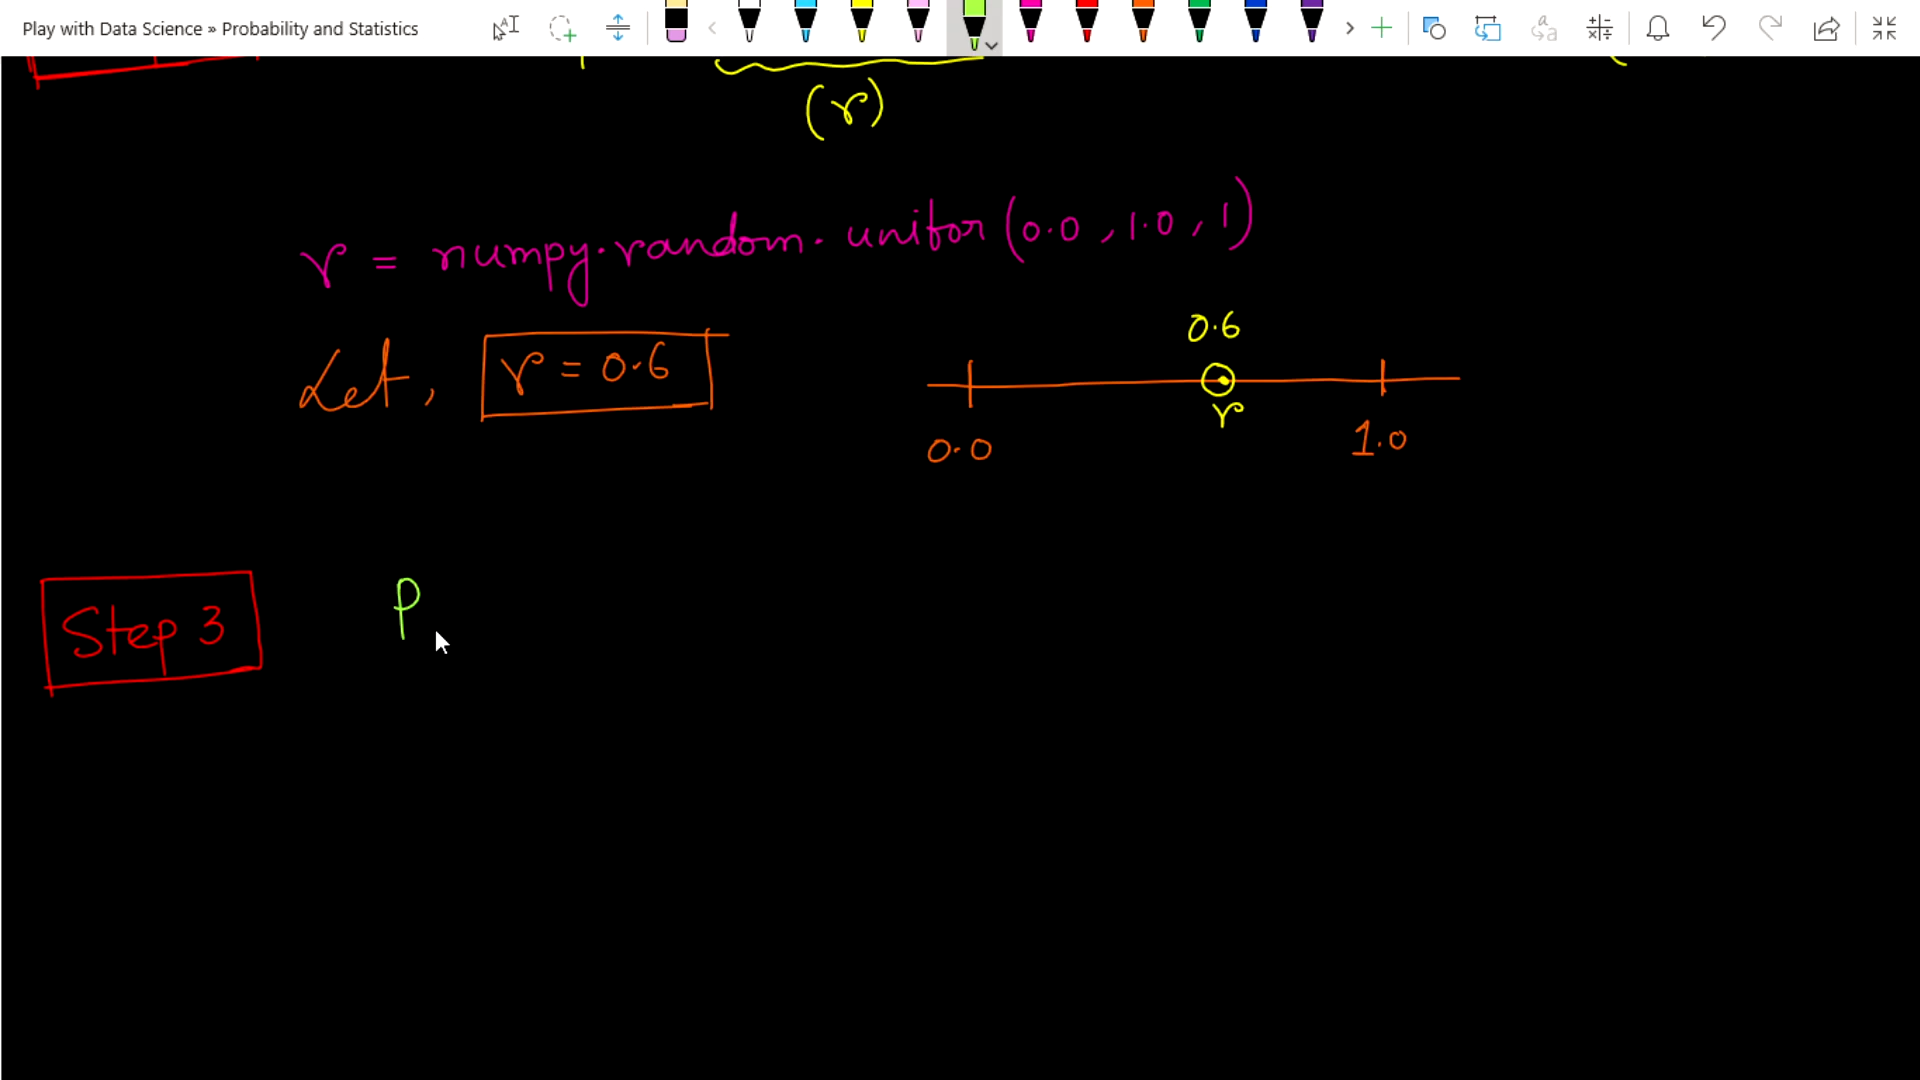 Play with Data Science » Probability and Statistics
(r)
r = numpy.random.unifor(0.0, 1.0, 1)
Let, r = 0.6
0.6
r
0.0 1.0
Step 3 P